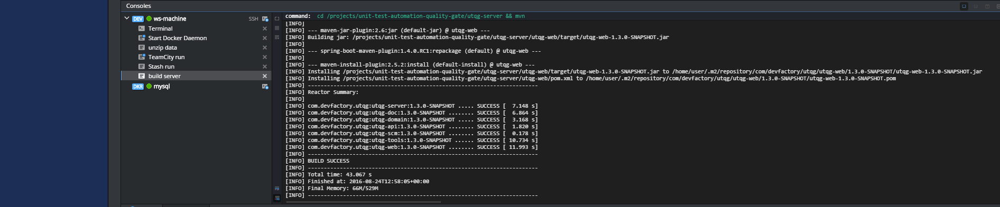 Consoles
DEV ws-machine SSH
Terminal
Start Docker Daemon
unzip data
TeamCity run
Stash run
build server
DKR mysql
command: cd /projects/unit-test-automation-quality-gate/utqg-server && mvn
[INFO]
[INFO] --- maven-jar-plugin:2.6:jar (default-jar) @ utqg-web ---
[INFO] Building jar: /projects/unit-test-automation-quality-gate/utqg-server/utqg-web/target/utqg-web-1.3.0-SNAPSHOT.jar
[INFO]
[INFO] --- spring-boot-maven-plugin:1.4.0.RC1:repackage (default) @ utqg-web ---
[INFO]
[INFO] --- maven-install-plugin:2.5.2:install (default-install) @ utqg-web ---
[INFO] Installing /projects/unit-test-automation-quality-gate/utqg-server/utqg-web/target/utqg-web-1.3.0-SNAPSHOT.jar to /home/user/.m2/repository/com/devfactory/utqg/utqg-web/1.3.0-SNAPSHOT/utqg-web-1.3.0-SNAPSHOT.jar
[INFO] Installing /projects/unit-test-automation-quality-gate/utqg-server/utqg-web/pom.xml to /home/user/.m2/repository/com/devfactory/utqg/utqg-web/1.3.0-SNAPSHOT/utqg-web-1.3.0-SNAPSHOT.pom
[INFO] ------------------------------------------------------------------------
[INFO] Reactor Summary:
[INFO]
[INFO] com.devfactory.utqg:utqg-server:1.3.0-SNAPSHOT ..... SUCCESS [  7.148 s]
[INFO] com.devfactory.utqg:utqg-doc:1.3.0-SNAPSHOT ........ SUCCESS [  6.864 s]
[INFO] com.devfactory.utqg:utqg-domain:1.3.0-SNAPSHOT ..... SUCCESS [  3.168 s]
[INFO] com.devfactory.utqg:utqg-api:1.3.0-SNAPSHOT ........ SUCCESS [  1.820 s]
[INFO] com.devfactory.utqg:utqg-scm:1.3.0-SNAPSHOT ........ SUCCESS [  0.178 s]
[INFO] com.devfactory.utqg:utqg-tools:1.3.0-SNAPSHOT ...... SUCCESS [ 10.734 s]
[INFO] com.devfactory.utqg:utqg-web:1.3.0-SNAPSHOT ........ SUCCESS [ 11.993 s]
[INFO] ------------------------------------------------------------------------
[INFO] BUILD SUCCESS
[INFO] ------------------------------------------------------------------------
[INFO] Total time: 43.067 s
[INFO] Finished at: 2016-08-24T12:58:05+00:00
[INFO] Final Memory: 66M/529M
[INFO] ------------------------------------------------------------------------